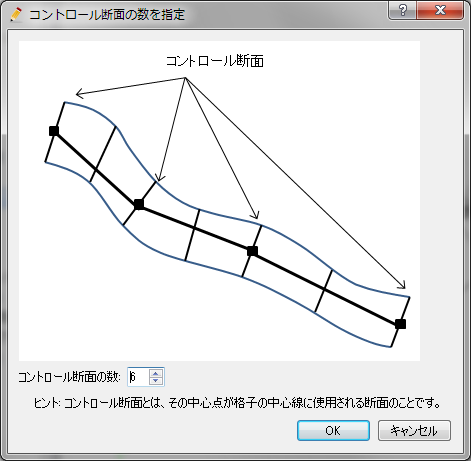 コントロール断面の数を指定
コントロール断面
コントロール断面の数: 6
ヒント: コントロール断面とは、その中心点が格子の中心線に使用される断面のことです。
OK キャンセル